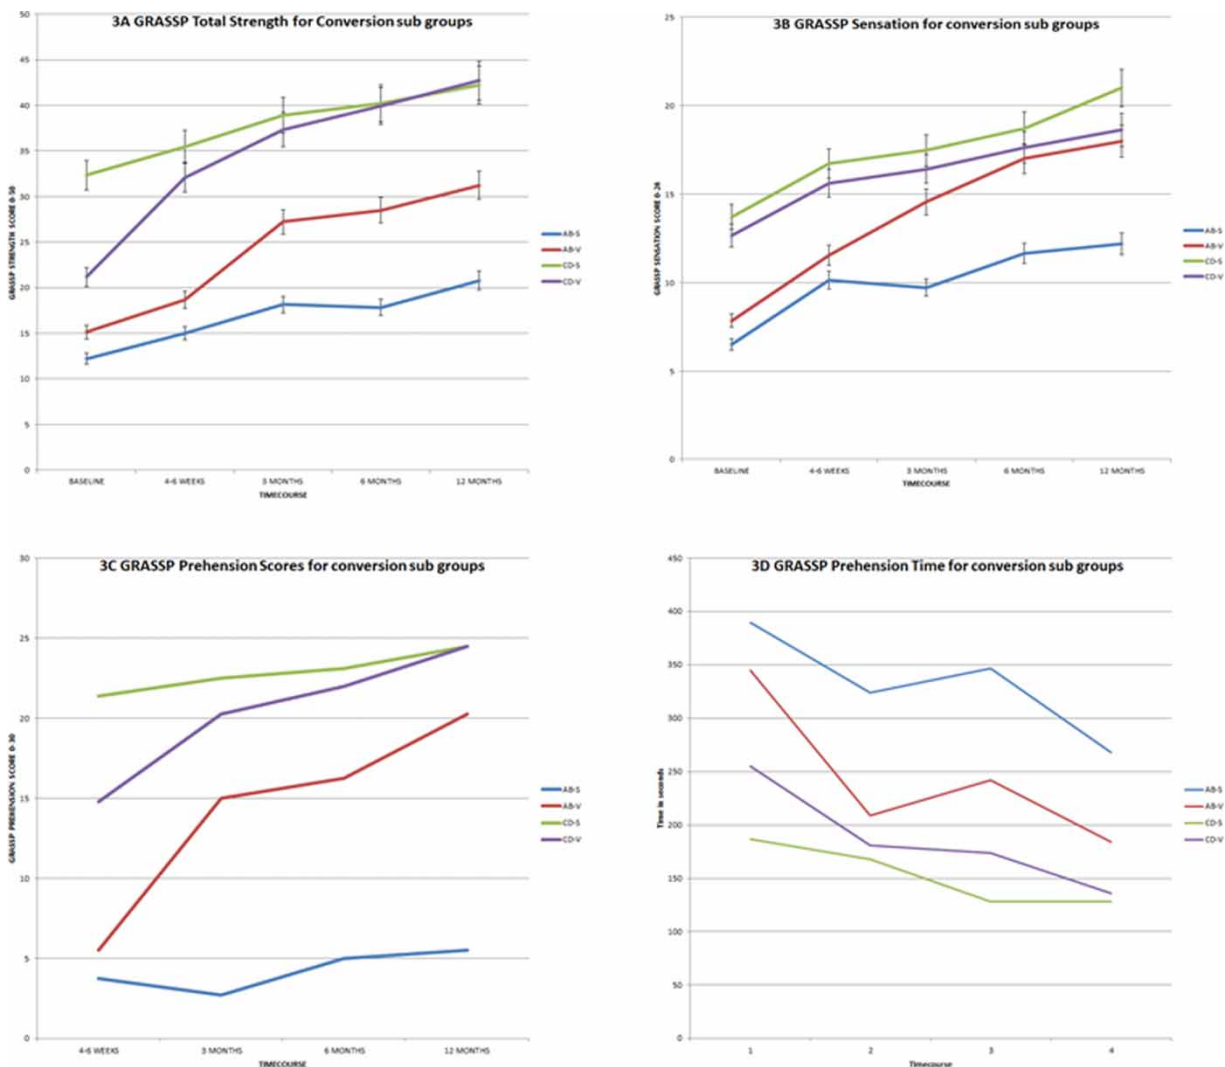 3A GRASSP Total Strength for Conversion sub groups
50
45
40
35
30
25
20
15
10
5
0
GRASSP STRENGTH SCORE 0-50
BASELINE 4-6 WEEKS 3 MONTHS 6 MONTHS 12 MONTHS
TIMECOURSE
AB-S
AB-V
CD-S
CD-V
3B GRASSP Sensation for conversion sub groups
25
20
15
10
5
0
GRASSP SENSATION SCORE 0-24
BASELINE 4-6 WEEKS 3 MONTHS 6 MONTHS 12 MONTHS
TIMECOURSE
AB-S
AB-V
CD-S
CD-V
3C GRASSP Prehension Scores for conversion sub groups
30
25
20
15
10
5
0
GRASSP PREHENSION SCORE 0-30
4-6 WEEKS 3 MONTHS 6 MONTHS 12 MONTHS
TIMECOURSE
AB-S
AB-V
CD-S
CD-V
3D GRASSP Prehension Time for conversion sub groups
450
400
350
300
250
200
150
100
50
0
Time in seconds
1 2 3 4
Timecourse
AB-S
AB-V
CD-S
CD-V